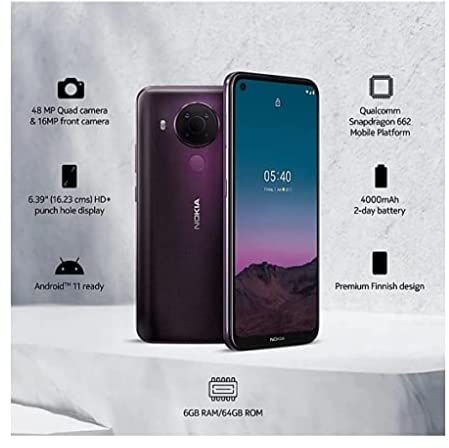 48 MP Quad camera
& 16MP front camera
6.39" (16.23 cms) HD+
punch hole display
Android™ 11 ready
NOKIA
05:40
NOKIA
Qualcomm
Snapdragon 662
Mobile Platform
4000mAh
2-day battery
Premium Finnish design
6GB RAM/64GB ROM